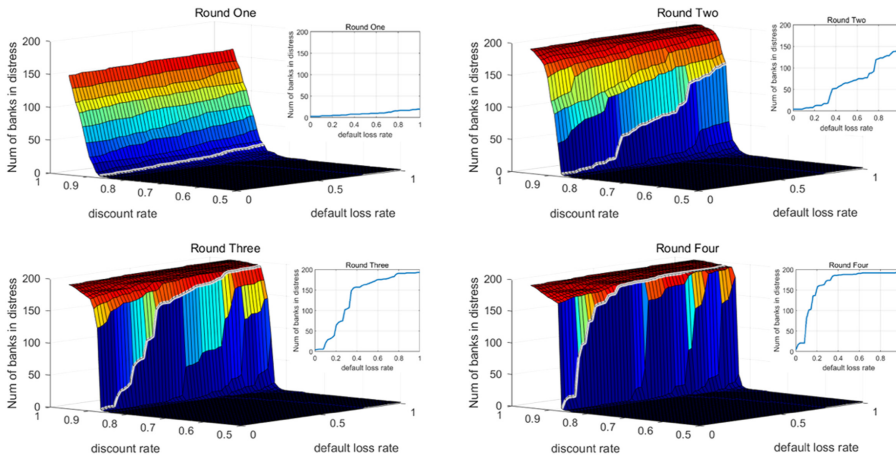 Round One
Num of banks in distress
200
150
100
50
0
1
0.9
0.8
0.7
0.6
0.5
discount rate
0
0.5
1
default loss rate
Round One
Num of banks in distress
200
150
100
50
0
0 0.2 0.4 0.6 0.8 1
default loss rate
Round Two
Num of banks in distress
200
150
100
50
0
1
0.9
0.8
0.7
0.6
0.5
discount rate
0
0.5
1
default loss rate
Round Two
Num of banks in distress
200
150
100
50
0
0 0.2 0.4 0.6 0.8
default loss rate
Round Three
Num of banks in distress
200
150
100
50
0
1
0.9
0.8
0.7
0.6
0.5
discount rate
0
0.5
1
default loss rate
Round Three
Num of banks in distress
200
150
100
50
0
0 0.2 0.4 0.6 0.8 1
default loss rate
Round Four
Num of banks in distress
200
150
100
50
0
1
0.9
0.8
0.7
0.6
0.5
discount rate
0
0.5
1
default loss rate
Round Four
Num of banks in distress
200
150
100
50
0
0 0.2 0.4 0.6 0.8
default loss rate